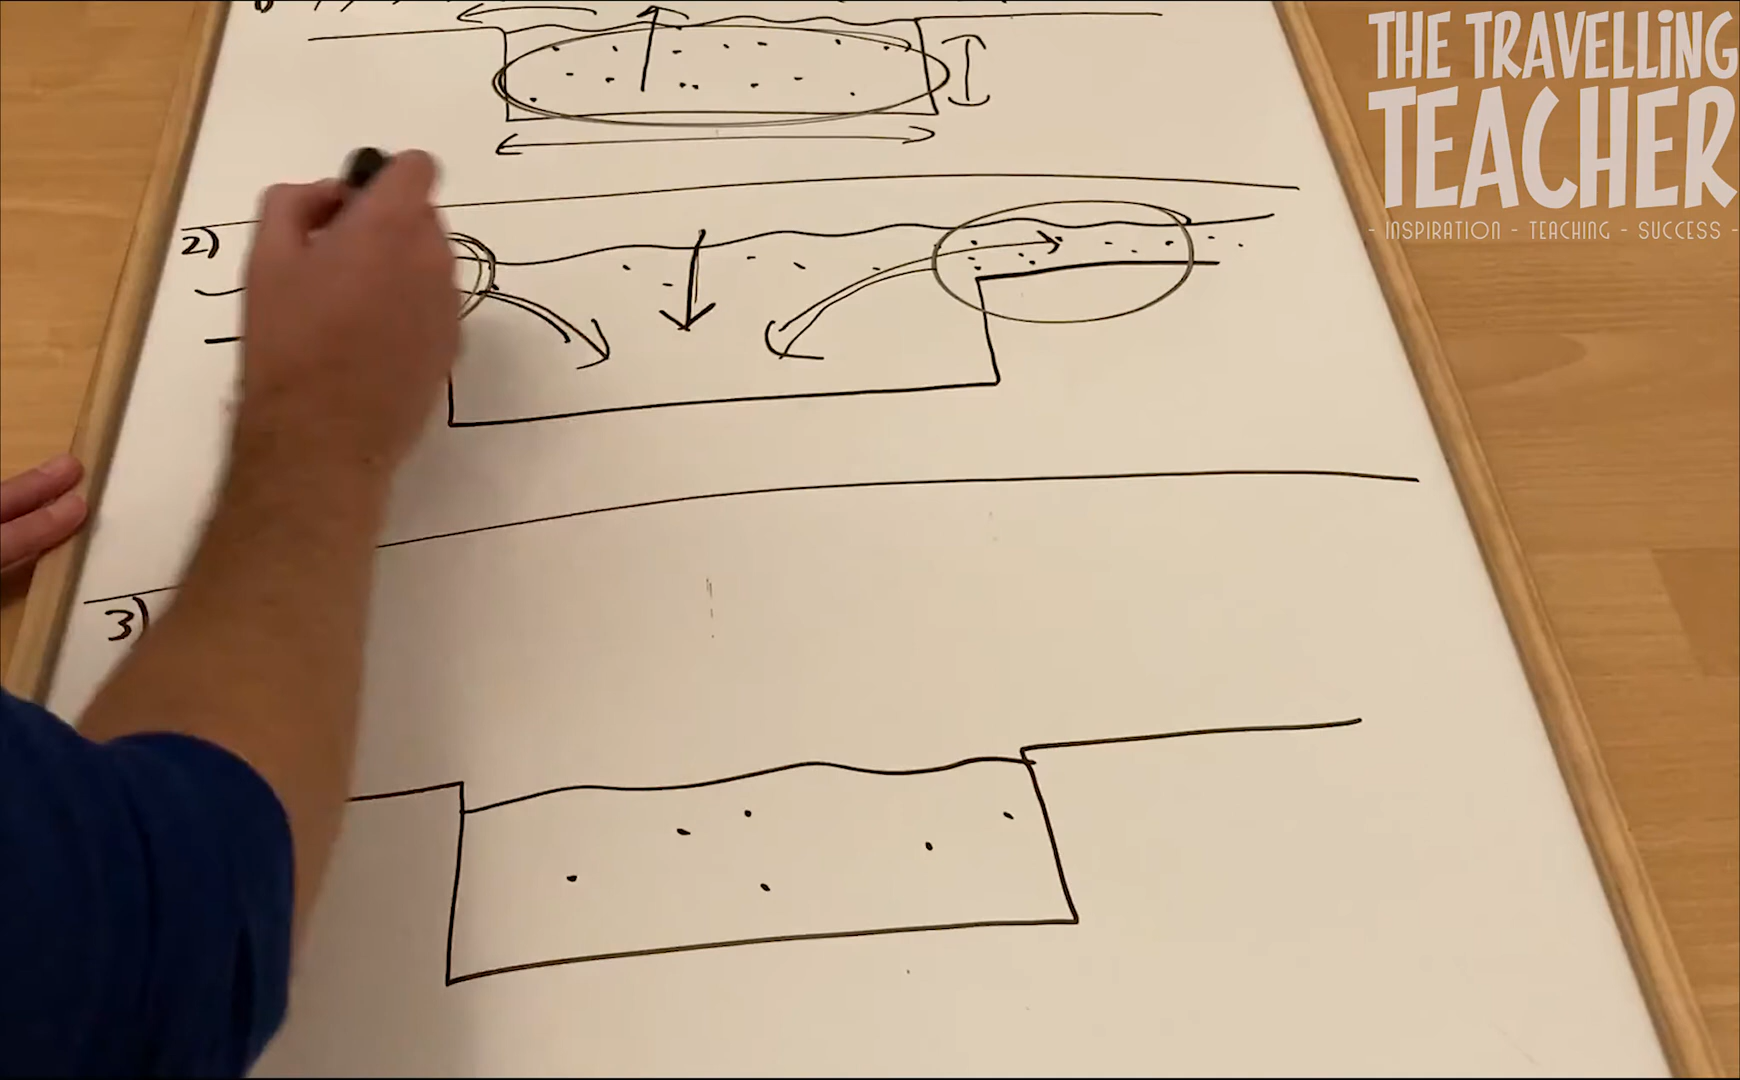 THE TRAVELLING
TEACHER
- INSPIRATION - TEACHING - SUCCESS -
2)
3)